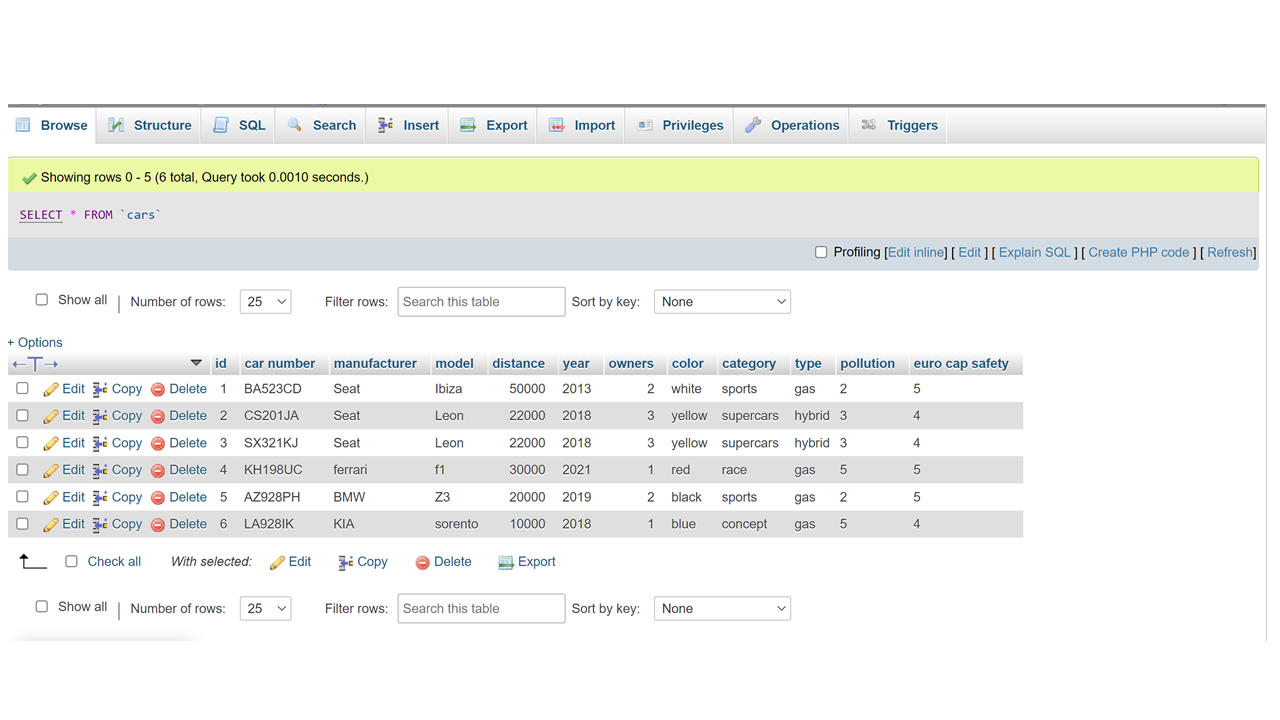 Browse Structure SQL Search Insert Export Import Privileges Operations Triggers
Showing rows 0 - 5 (6 total, Query took 0.0010 seconds.)
SELECT * FROM `cars`
Profiling [Edit inline] [ Edit ] [ Explain SQL ] [ Create PHP code ] [ Refresh]
Show all | Number of rows: 25 Filter rows: Search this table Sort by key: None
+ Options
←T→ id car number manufacturer model distance year owners color category type pollution euro cap safety
Edit Copy Delete 1 BA523CD Seat Ibiza 50000 2013 2 white sports gas 2 5
Edit Copy Delete 2 CS201JA Seat Leon 22000 2018 3 yellow supercars hybrid 3 4
Edit Copy Delete 3 SX321KJ Seat Leon 22000 2018 3 yellow supercars hybrid 3 4
Edit Copy Delete 4 KH198UC ferrari f1 30000 2021 1 red race gas 5 5
Edit Copy Delete 5 AZ928PH BMW Z3 20000 2019 2 black sports gas 2 5
Edit Copy Delete 6 LA928IK KIA sorento 10000 2018 1 blue concept gas 5 4
Check all With selected: Edit Copy Delete Export
Show all | Number of rows: 25 Filter rows: Search this table Sort by key: None